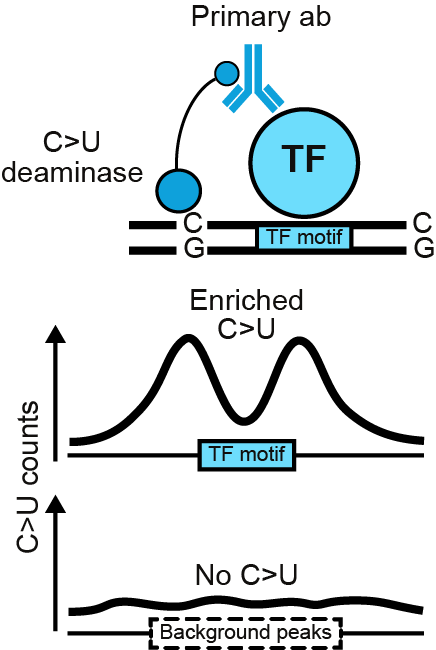 Primary ab
C>U
deaminase
TF
C
C
TF motif
G
G
Enriched
C>U
TF motif
C>U counts
No C>U
Background peaks